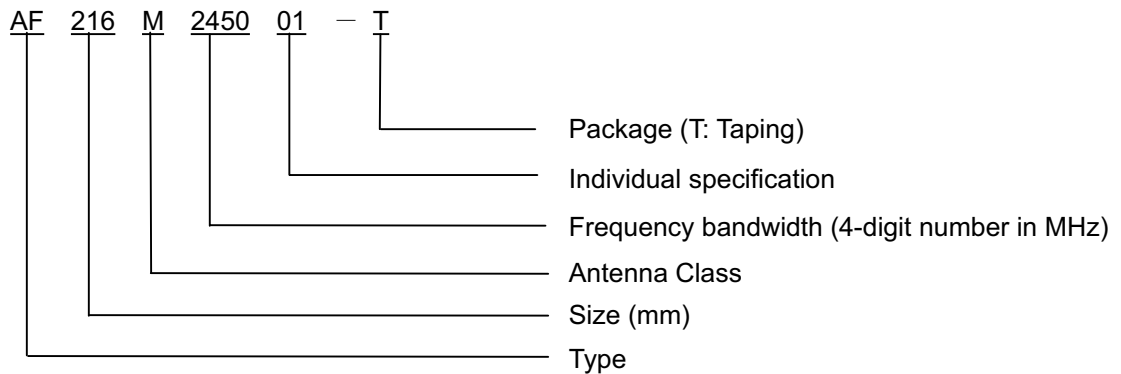 AF 216 M 2450 01 － T
Package (T: Taping)
Individual specification
Frequency bandwidth (4-digit number in MHz)
Antenna Class
Size (mm)
Type